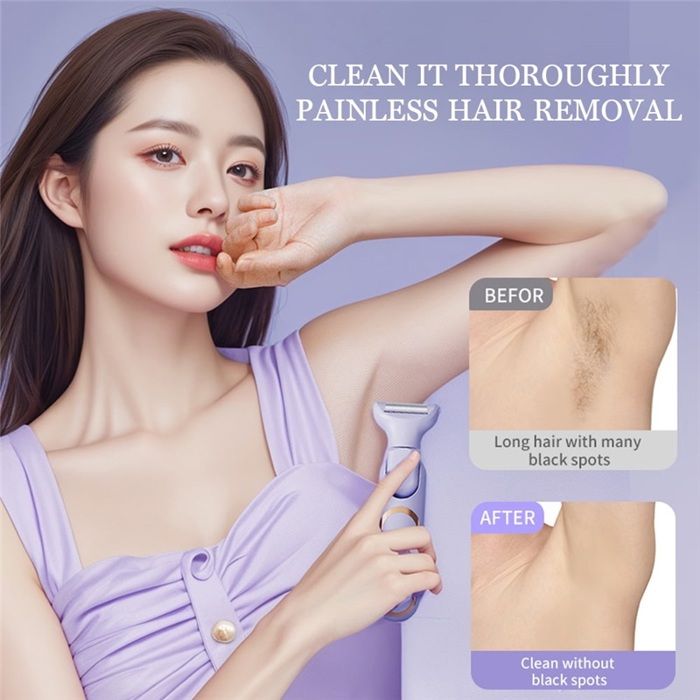 CLEAN IT THOROUGHLY
PAINLESS HAIR REMOVAL
BEFOR
Long hair with many
black spots
AFTER
Clean without
black spots